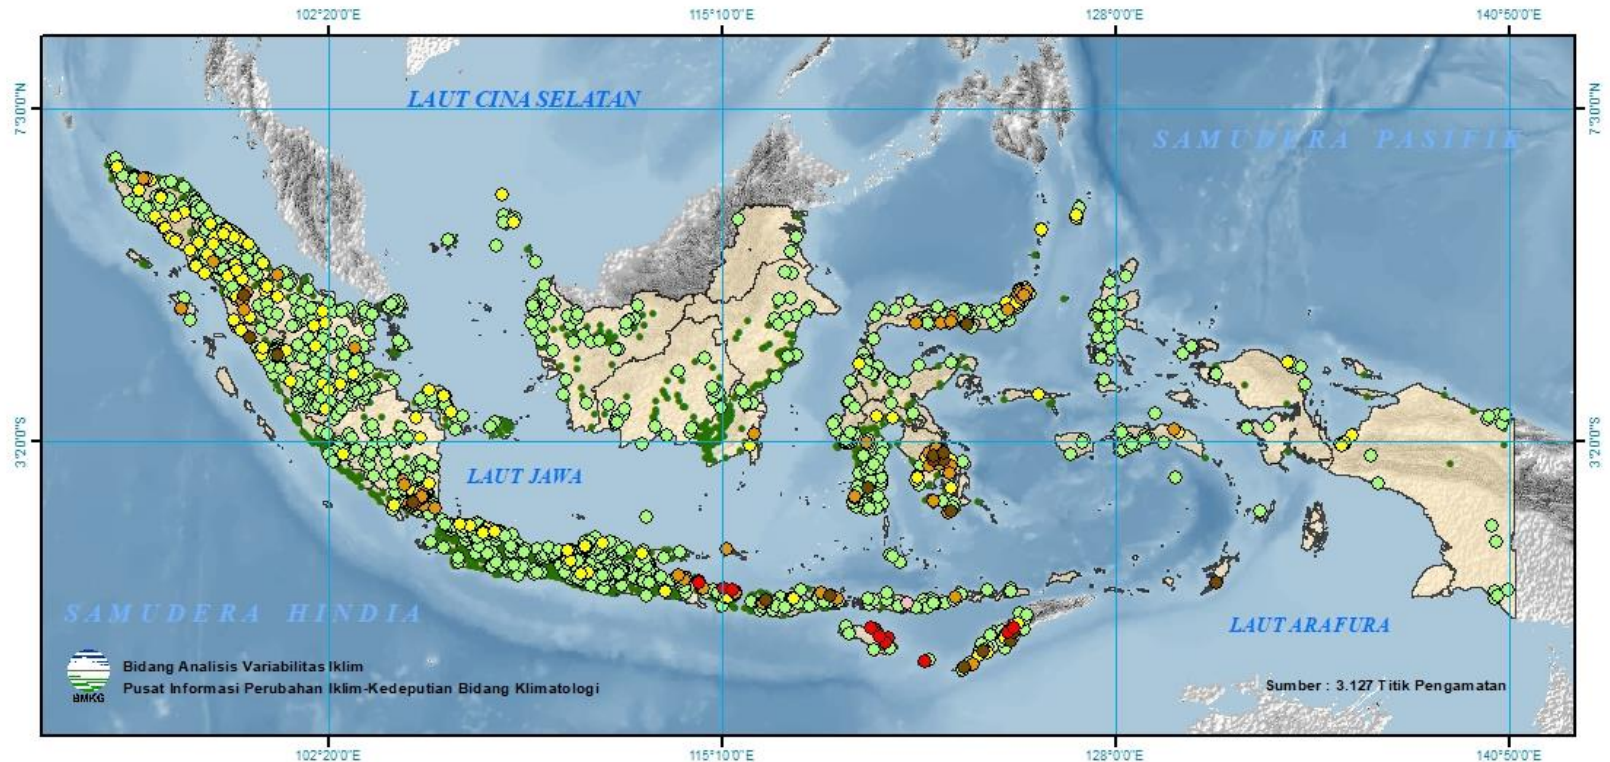 102°20'0"E 115°10'0"E 128°0'0"E 140°50'0"E
7°30'0"N 7°30'0"N
LAUT CINA SELATAN
SAMUDERA PASIFIK
3°20'0"S 3°20'0"S
LAUT JAWA
SAMUDERA HINDIA
LAUT ARAFURA
Bidang Analisis Variabilitas Iklim
Pusat Informasi Perubahan Iklim-Kedeputian Bidang Klimatologi
BMKG
Sumber : 3.127 Titik Pengamatan
102°20'0"E 115°10'0"E 128°0'0"E 140°50'0"E